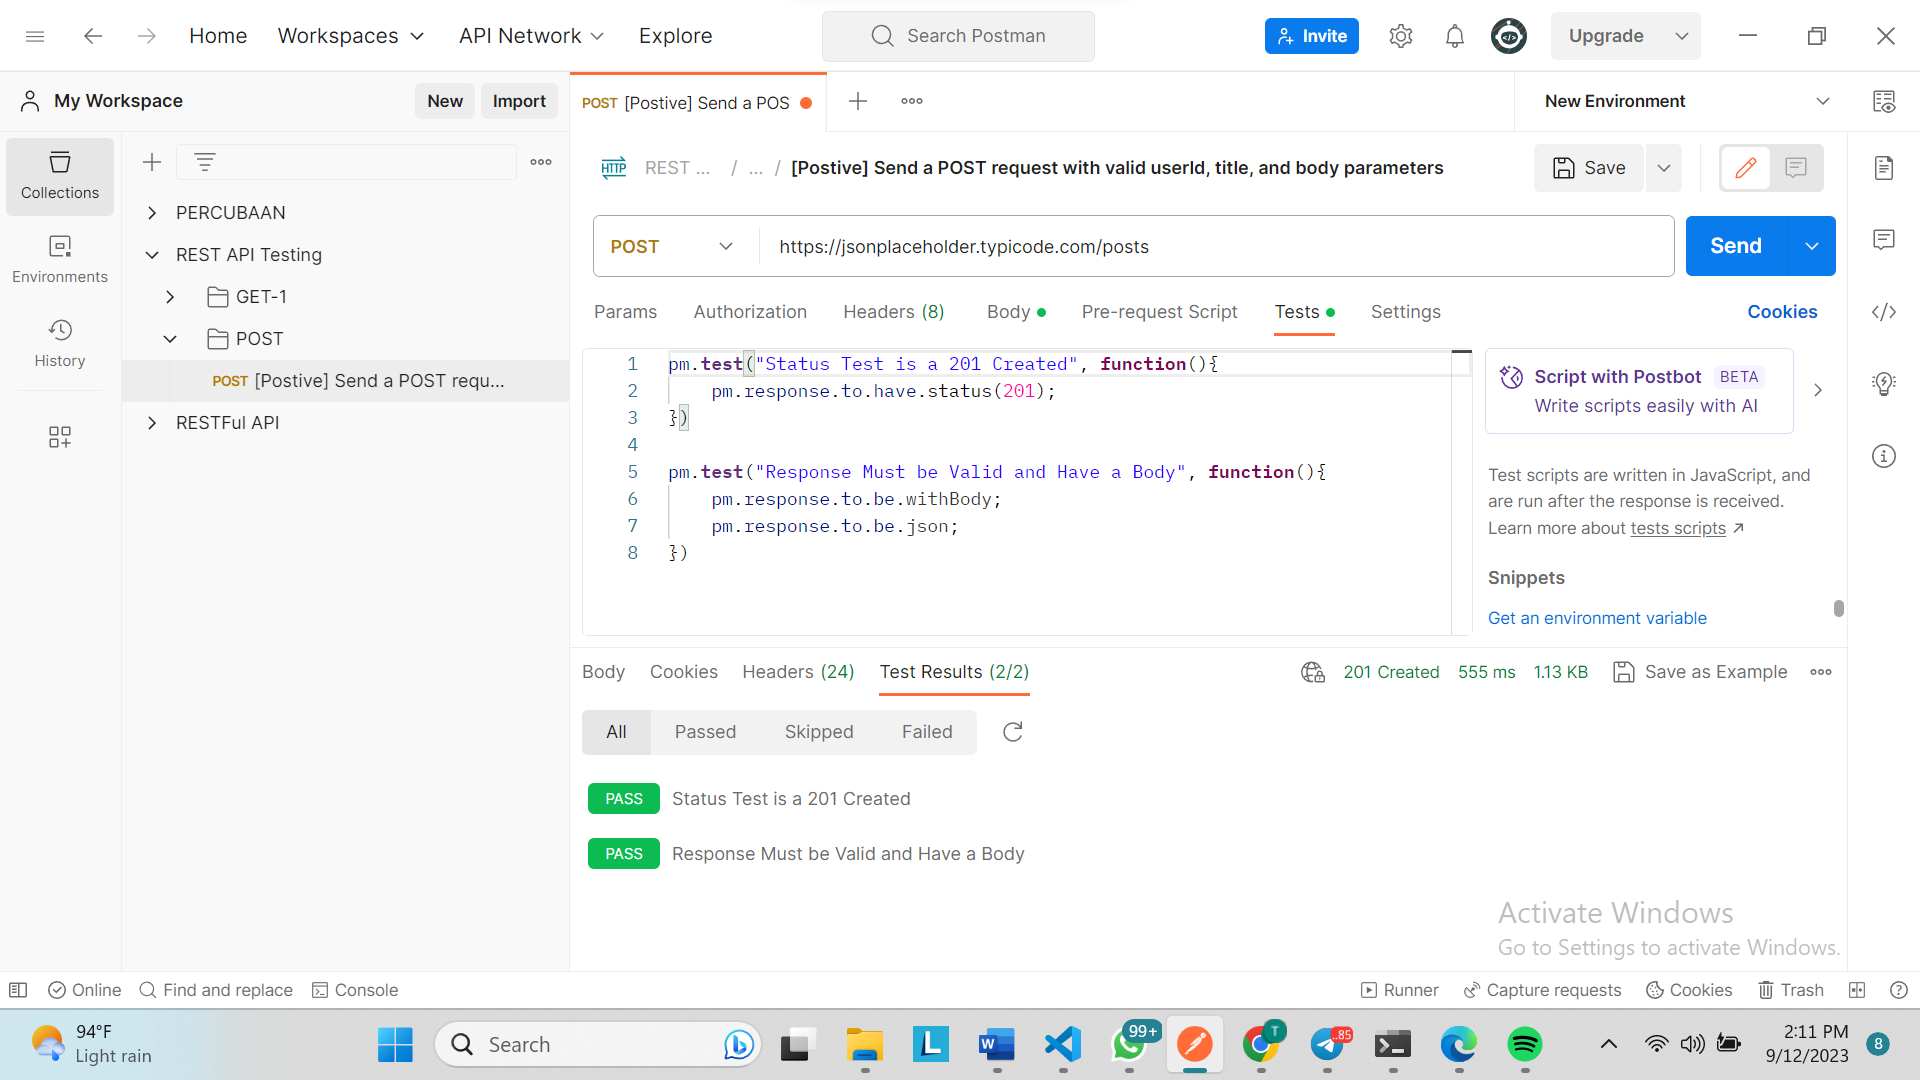 Home Workspaces API Network Explore Search Postman Invite Upgrade
My Workspace New Import POST [Postive] Send a POS New Environment
Collections
Environments
History
PERCUBAAN
REST API Testing
GET-1
POST
POST [Postive] Send a POST requ...
RESTFul API
HTTP REST ... / ... / [Postive] Send a POST request with valid userId, title, and body parameters Save
POST https://jsonplaceholder.typicode.com/posts Send
Params Authorization Headers (8) Body Pre-request Script Tests Settings Cookies
1 pm.test("Status Test is a 201 Created", function(){
2 pm.response.to.have.status(201);
3 })
4
5 pm.test("Response Must be Valid and Have a Body", function(){
6 pm.response.to.be.withBody;
7 pm.response.to.be.json;
8 })
Script with Postbot BETA
Write scripts easily with AI
Test scripts are written in JavaScript, and
are run after the response is received.
Learn more about tests scripts
Snippets
Get an environment variable
Body Cookies Headers (24) Test Results (2/2) 201 Created 555 ms 1.13 KB Save as Example
All Passed Skipped Failed
PASS Status Test is a 201 Created
PASS Response Must be Valid and Have a Body
Activate Windows
Go to Settings to activate Windows.
Online Find and replace Console Runner Capture requests Cookies Trash
94°F
Light rain
Search
L
W
99+
T
..85
2:11 PM
9/12/2023
8